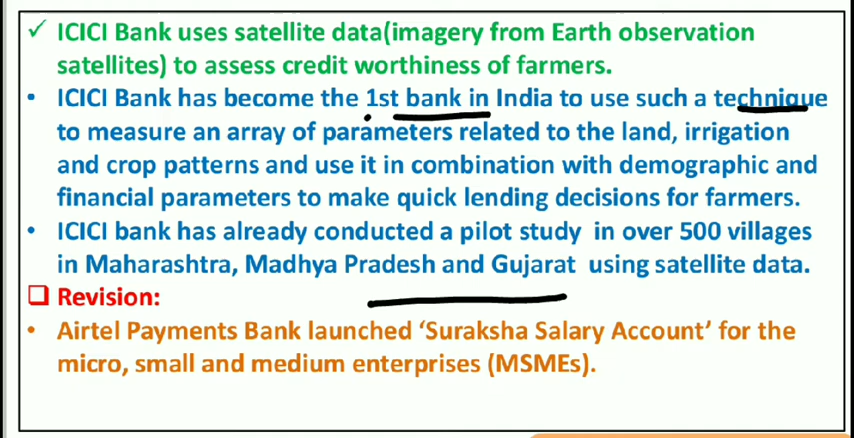 ✓ ICICI Bank uses satellite data(imagery from Earth observation
satellites) to assess credit worthiness of farmers.
• ICICI Bank has become the 1st bank in India to use such a technique
to measure an array of parameters related to the land, irrigation
and crop patterns and use it in combination with demographic and
financial parameters to make quick lending decisions for farmers.
• ICICI bank has already conducted a pilot study in over 500 villages
in Maharashtra, Madhya Pradesh and Gujarat using satellite data.
❑ Revision:
• Airtel Payments Bank launched ‘Suraksha Salary Account’ for the
micro, small and medium enterprises (MSMEs).